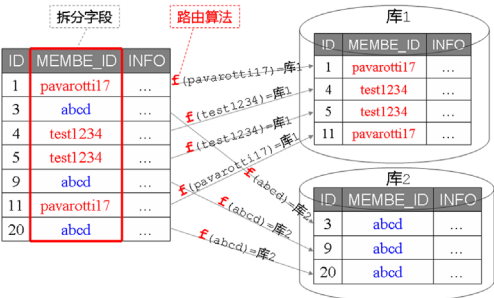 拆分字段
路由算法
库1
ID MEMBE_ID INFO
1 pavarotti17 ...
3 abcd ...
4 test1234 ...
5 test1234 ...
9 abcd ...
11 pavarotti17 ...
20 abcd ...
f(pavarotti17)=库1
f(test1234)=库1
f(test1234)=库1
f(pavarotti17)=库1
f(abcd)=库2
f(abcd)=库2
f(abcd)=库2
ID MEMBE_ID INFO
1 pavarotti17 ...
4 test1234 ...
5 test1234 ...
11 pavarotti17 ...
库2
ID MEMBE_ID INFO
3 abcd ...
9 abcd ...
20 abcd ...